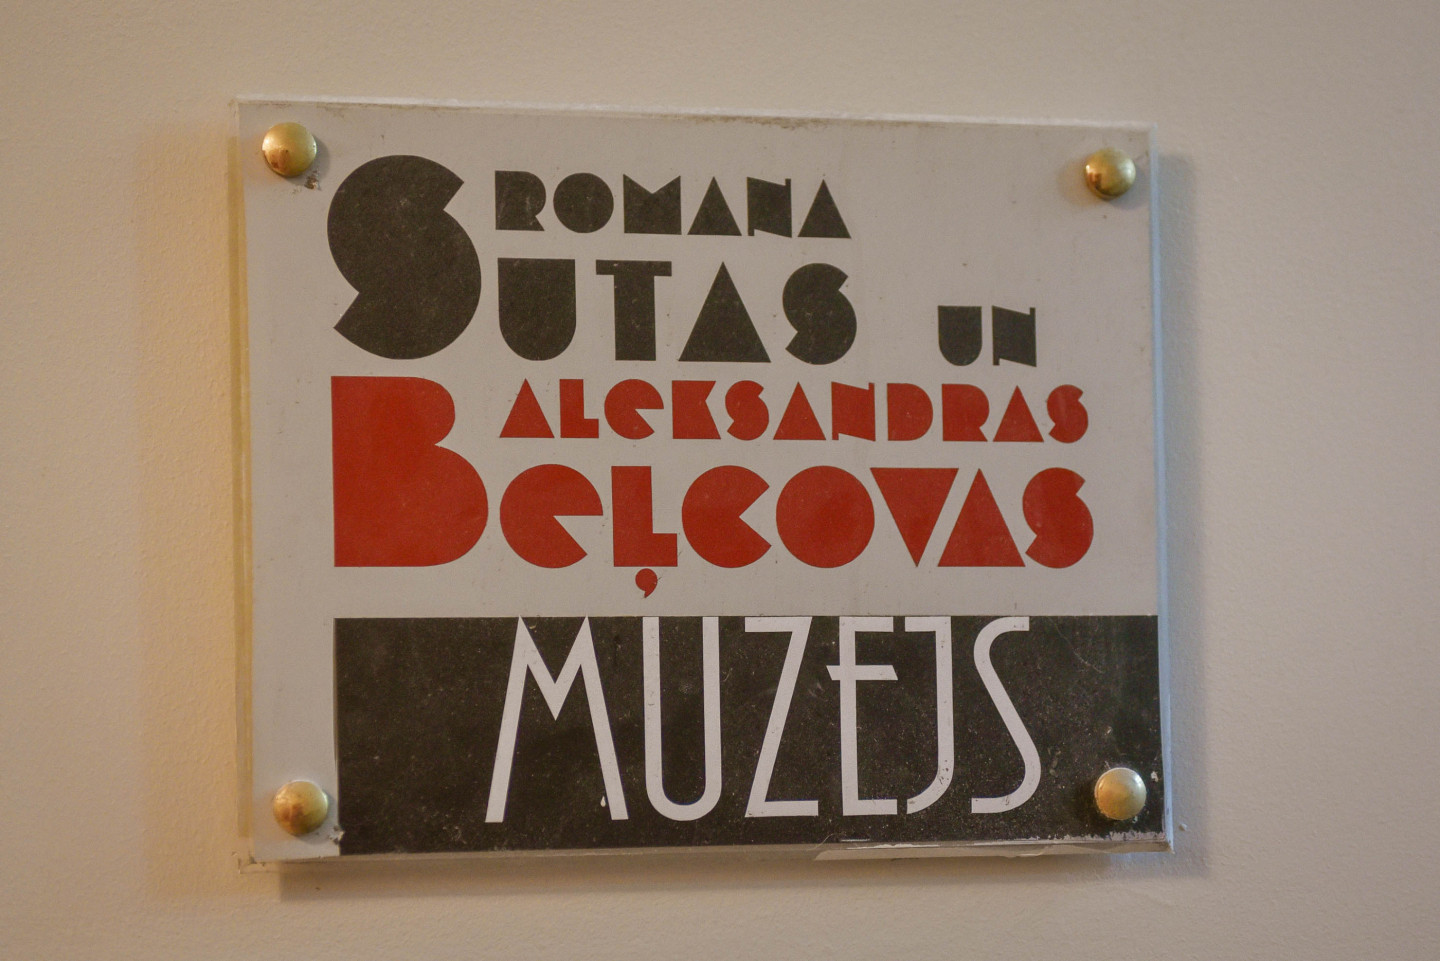 ROMANA
SUTAS UN
ALEKSANDRAS
BEĻCOVAS
MUZEJS